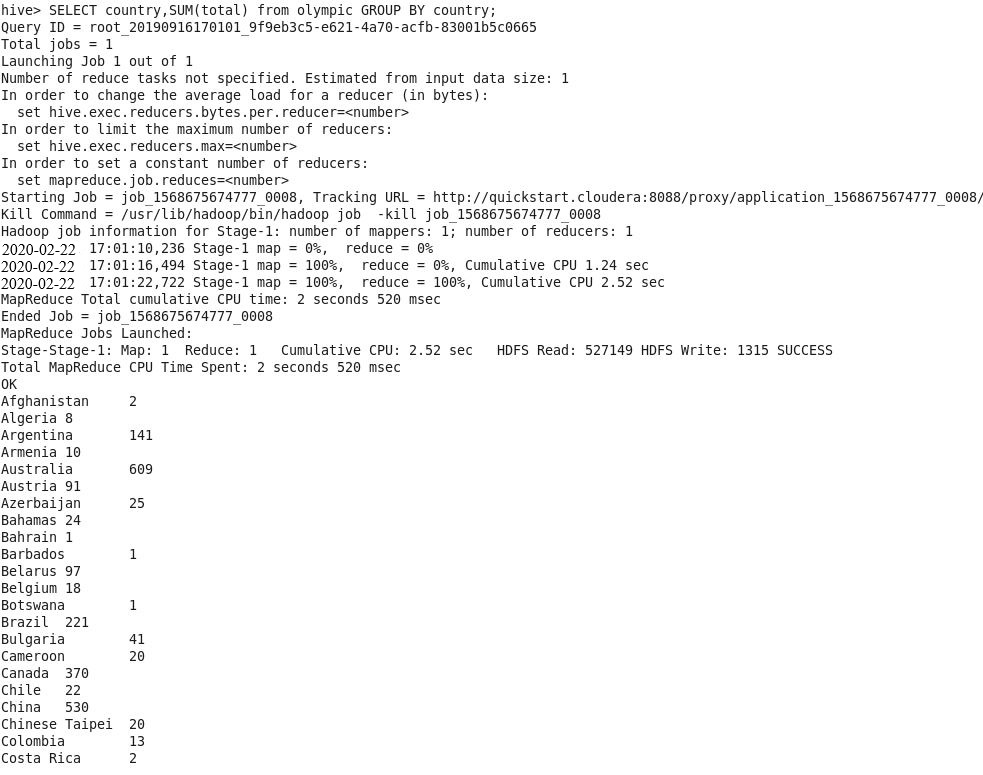 hive> SELECT country,SUM(total) from olympic GROUP BY country;
Query ID = root_20190916170101_9f9eb3c5-e621-4a70-acfb-83001b5c0665
Total jobs = 1
Launching Job 1 out of 1
Number of reduce tasks not specified. Estimated from input data size: 1
In order to change the average load for a reducer (in bytes):
  set hive.exec.reducers.bytes.per.reducer=<number>
In order to limit the maximum number of reducers:
  set hive.exec.reducers.max=<number>
In order to set a constant number of reducers:
  set mapreduce.job.reduces=<number>
Starting Job = job_1568675674777_0008, Tracking URL = http://quickstart.cloudera:8088/proxy/application_1568675674777_0008/
Kill Command = /usr/lib/hadoop/bin/hadoop job  -kill job_1568675674777_0008
Hadoop job information for Stage-1: number of mappers: 1; number of reducers: 1
2020-02-22 17:01:10,236 Stage-1 map = 0%,  reduce = 0%
2020-02-22 17:01:16,494 Stage-1 map = 100%,  reduce = 0%, Cumulative CPU 1.24 sec
2020-02-22 17:01:22,722 Stage-1 map = 100%,  reduce = 100%, Cumulative CPU 2.52 sec
MapReduce Total cumulative CPU time: 2 seconds 520 msec
Ended Job = job_1568675674777_0008
MapReduce Jobs Launched:
Stage-Stage-1: Map: 1  Reduce: 1   Cumulative CPU: 2.52 sec   HDFS Read: 527149 HDFS Write: 1315 SUCCESS
Total MapReduce CPU Time Spent: 2 seconds 520 msec
OK
Afghanistan     2
Algeria 8
Argentina       141
Armenia 10
Australia       609
Austria 91
Azerbaijan      25
Bahamas 24
Bahrain 1
Barbados        1
Belarus 97
Belgium 18
Botswana        1
Brazil  221
Bulgaria        41
Cameroon        20
Canada  370
Chile   22
China   530
Chinese Taipei  20
Colombia        13
Costa Rica      2